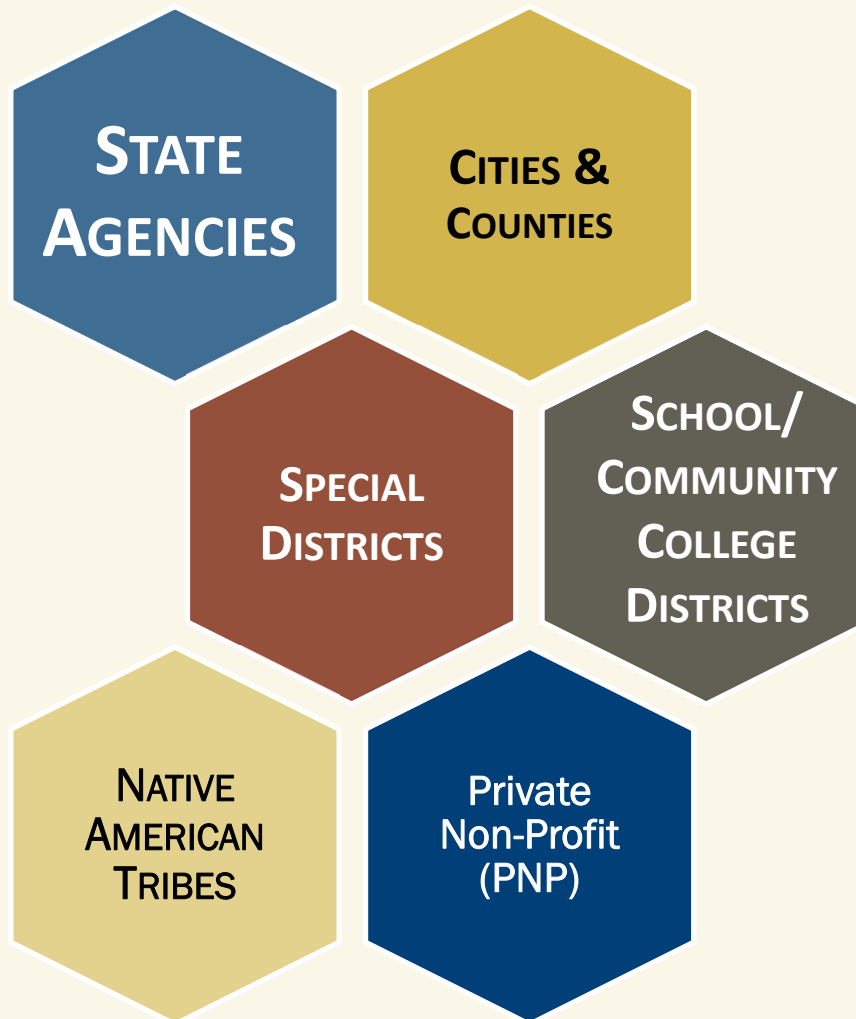 STATE
AGENCIES
CITIES &
COUNTIES
SPECIAL
DISTRICTS
SCHOOL/
COMMUNITY
COLLEGE
DISTRICTS
NATIVE
AMERICAN
TRIBES
Private
Non-Profit
(PNP)